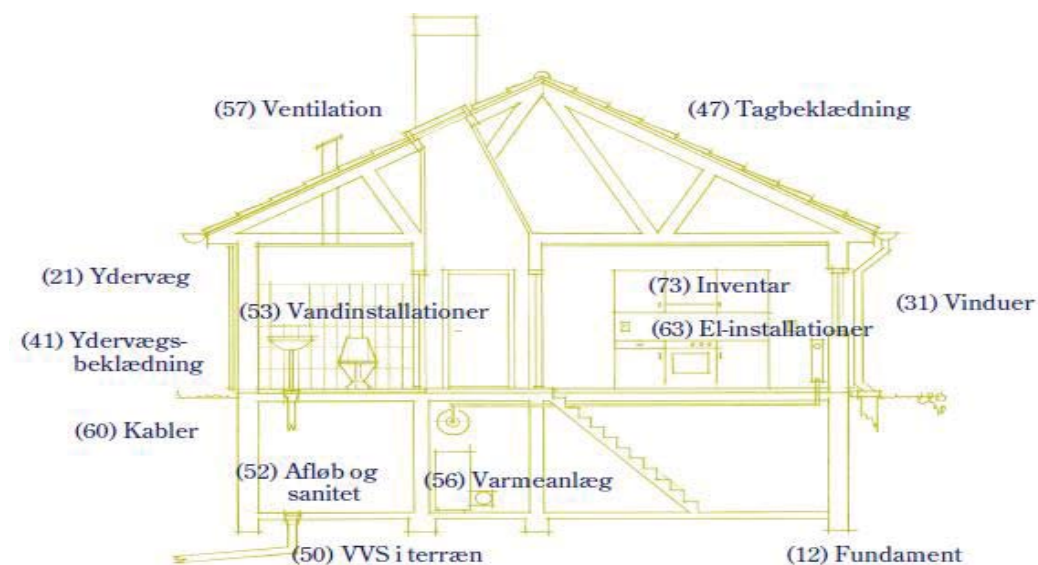 (57) Ventilation
(47) Tagbeklædning
(21) Ydervæg
(73) Inventar
(53) Vandinstallationer
(31) Vinduer
(63) El-installationer
(41) Ydervægs-
beklædning
(60) Kabler
(52) Afløb og
sanitet
(56) Varmeanlæg
(50) VVS i terræn
(12) Fundament